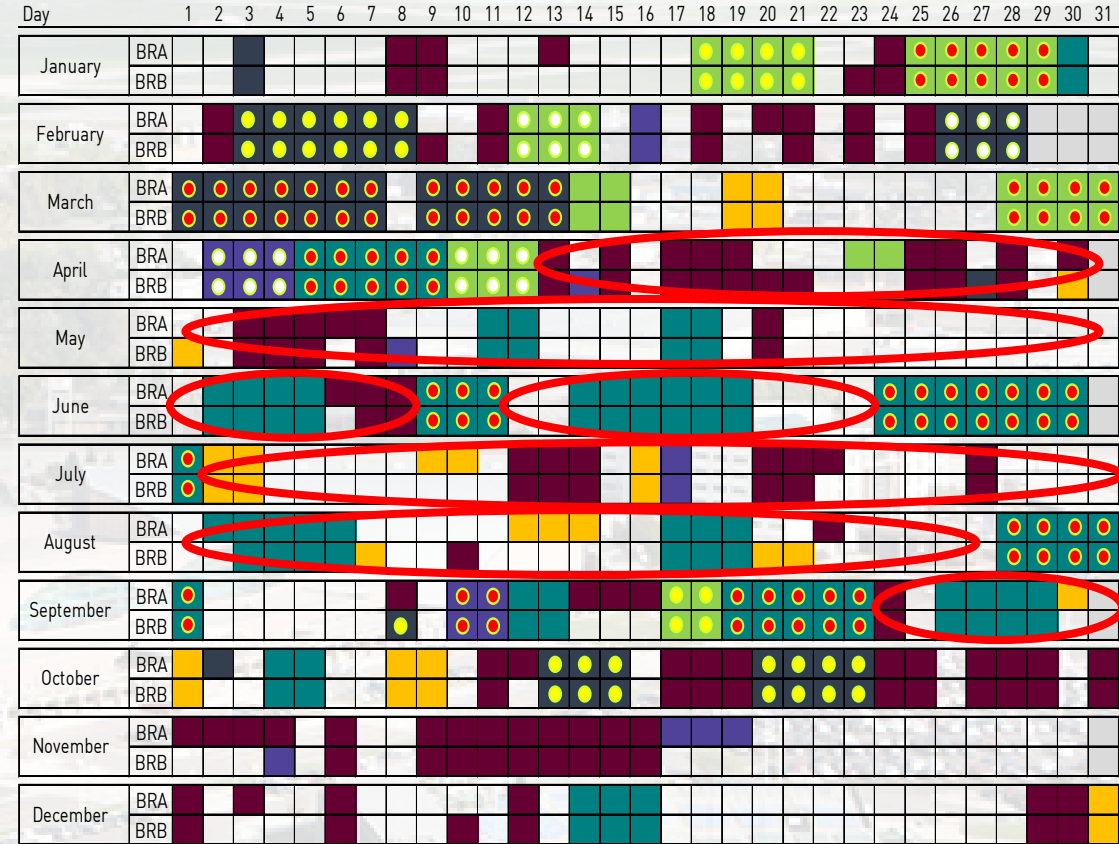 Day 1 2 3 4 5 6 7 8 9 10 11 12 13 14 15 16 17 18 19 20 21 22 23 24 25 26 27 28 29 30 31
January
BRA
BRB
February
BRA
BRB
March
BRA
BRB
April
BRA
BRB
May
BRA
BRB
June
BRA
BRB
July
BRA
BRB
August
BRA
BRB
September
BRA
BRB
October
BRA
BRB
November
BRA
BRB
December
BRA
BRB